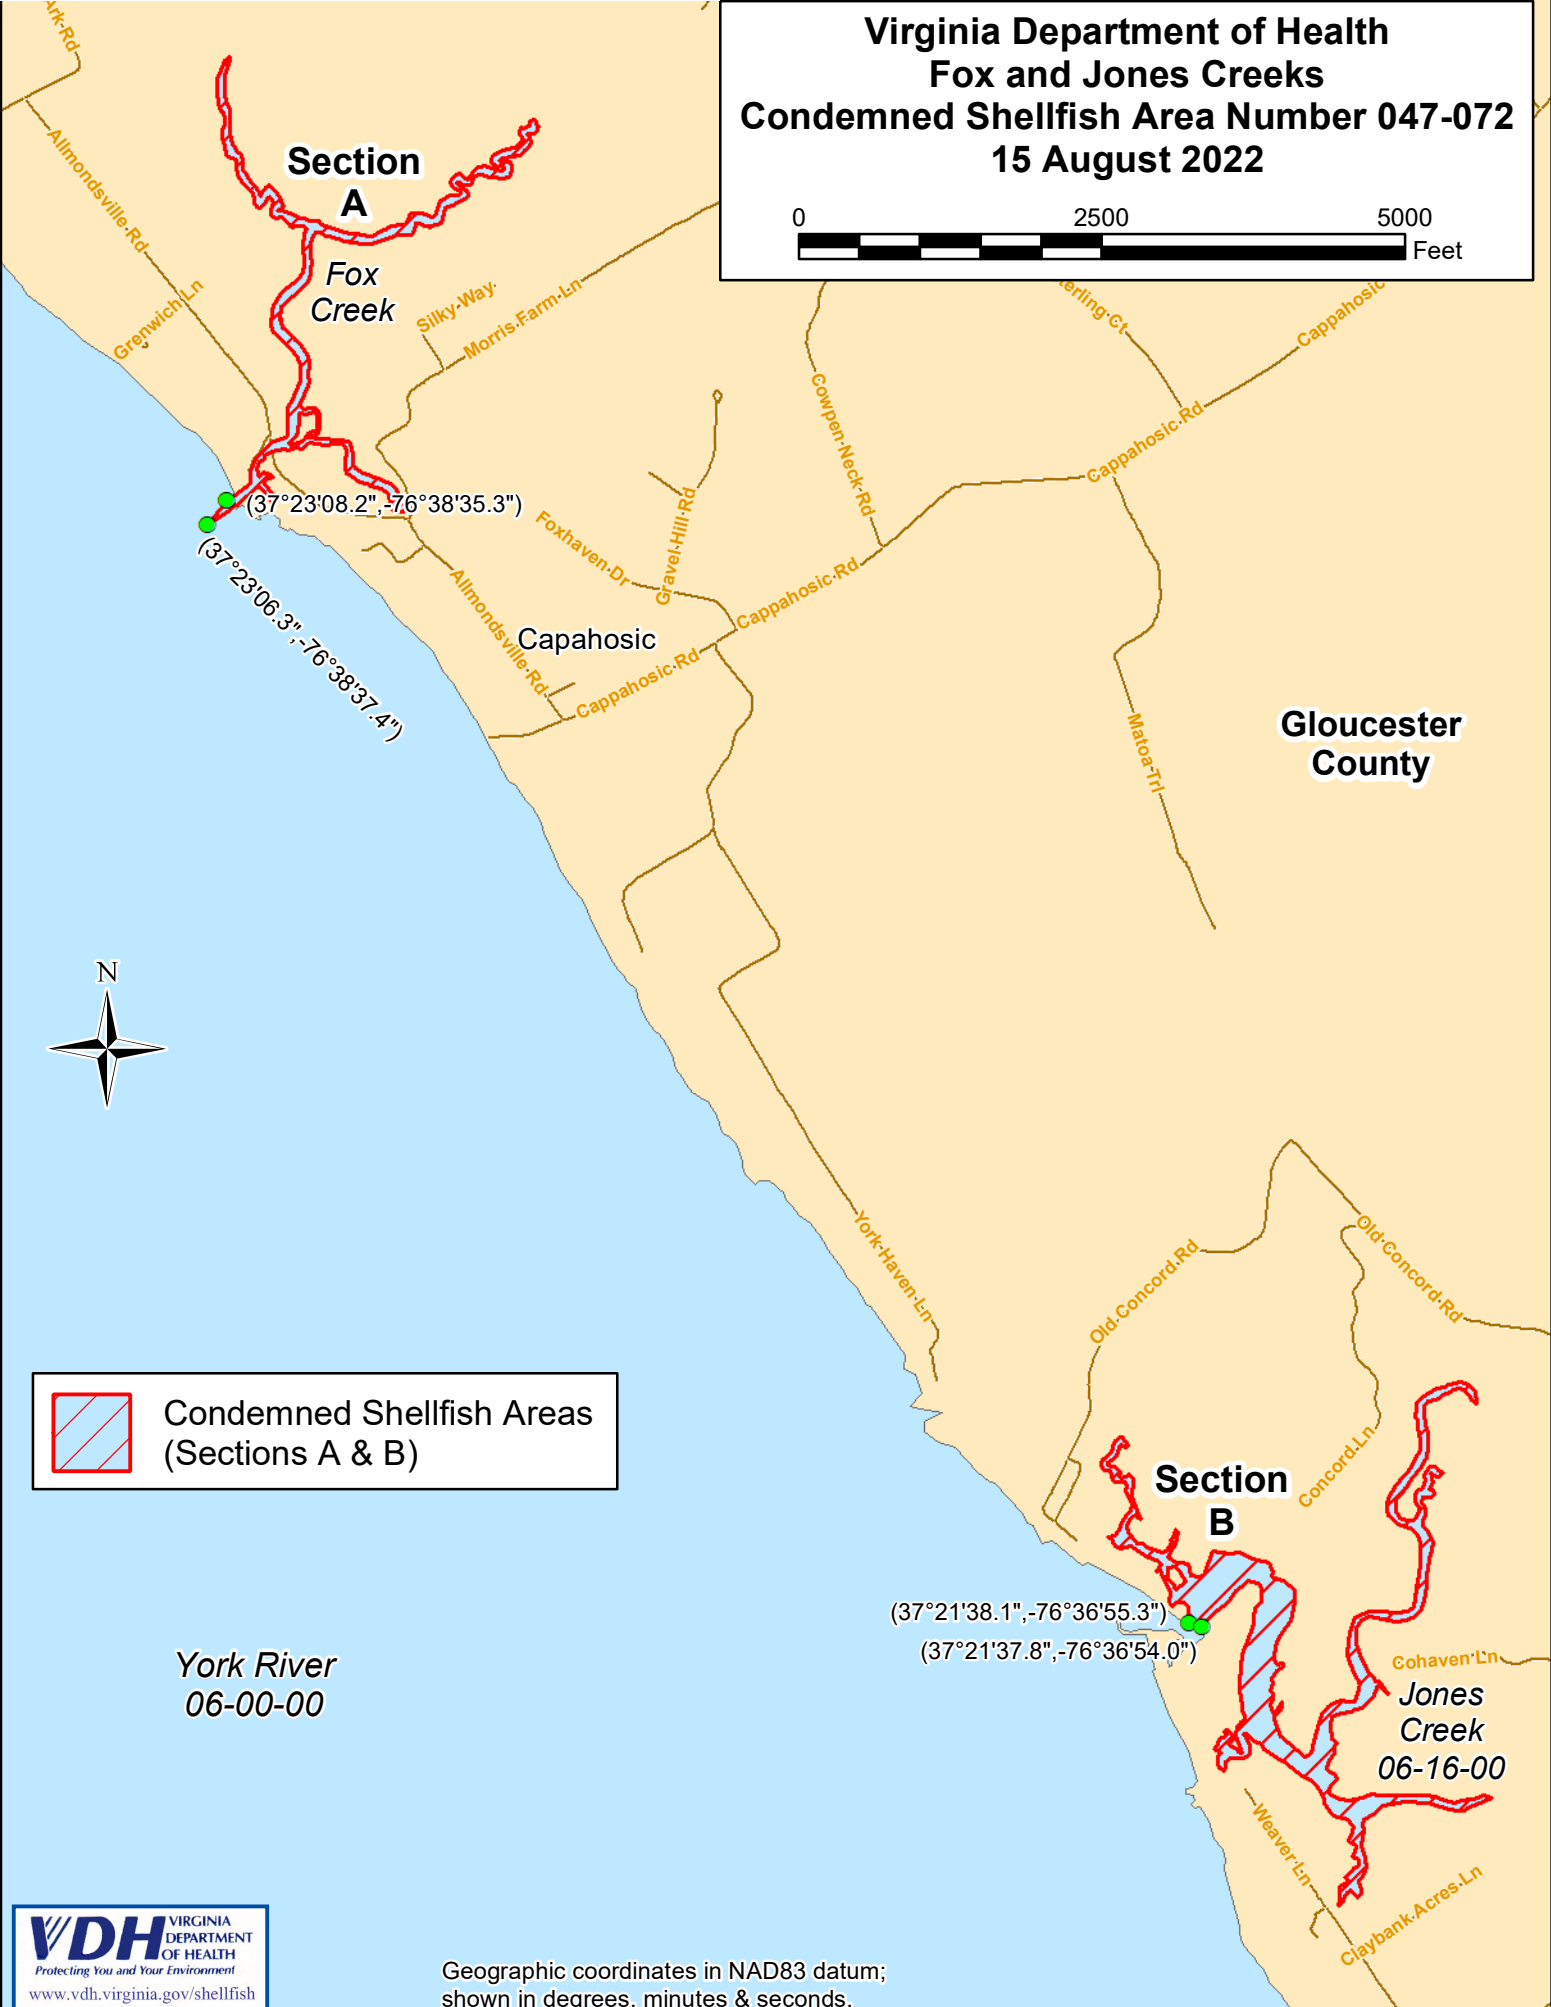 Virginia Department of Health
Fox and Jones Creeks
Condemned Shellfish Area Number 047-072
15 August 2022
0 2500 5000
Feet
Ark Rd
Allmondsville Rd
Section
A
Fox
Creek
Grenwich Ln
Silky Way
Morris Farm Ln
erling Ct
Cappahosic
Cowpen Neck Rd
Cappahosic Rd
(37°23'08.2",-76°38'35.3")
(37°23'06.3",-76°38'37.4")
Foxhaven Dr
Gravel Hill Rd
Cappahosic Rd
Allmondsville Rd
Capahosic
Cappahosic Rd
Matoa Trl
Gloucester
County
N
York Haven Ln
Old Concord Rd
Old Concord Rd
Condemned Shellfish Areas
(Sections A & B)
Concord Ln
Section
B
(37°21'38.1",-76°36'55.3")
(37°21'37.8",-76°36'54.0")
York River
06-00-00
Cohaven Ln
Jones
Creek
06-16-00
Weaver Ln
Claybank Acres Ln
VDH VIRGINIA
DEPARTMENT
OF HEALTH
Protecting You and Your Environment
www.vdh.virginia.gov/shellfish
Geographic coordinates in NAD83 datum;
shown in degrees, minutes & seconds.